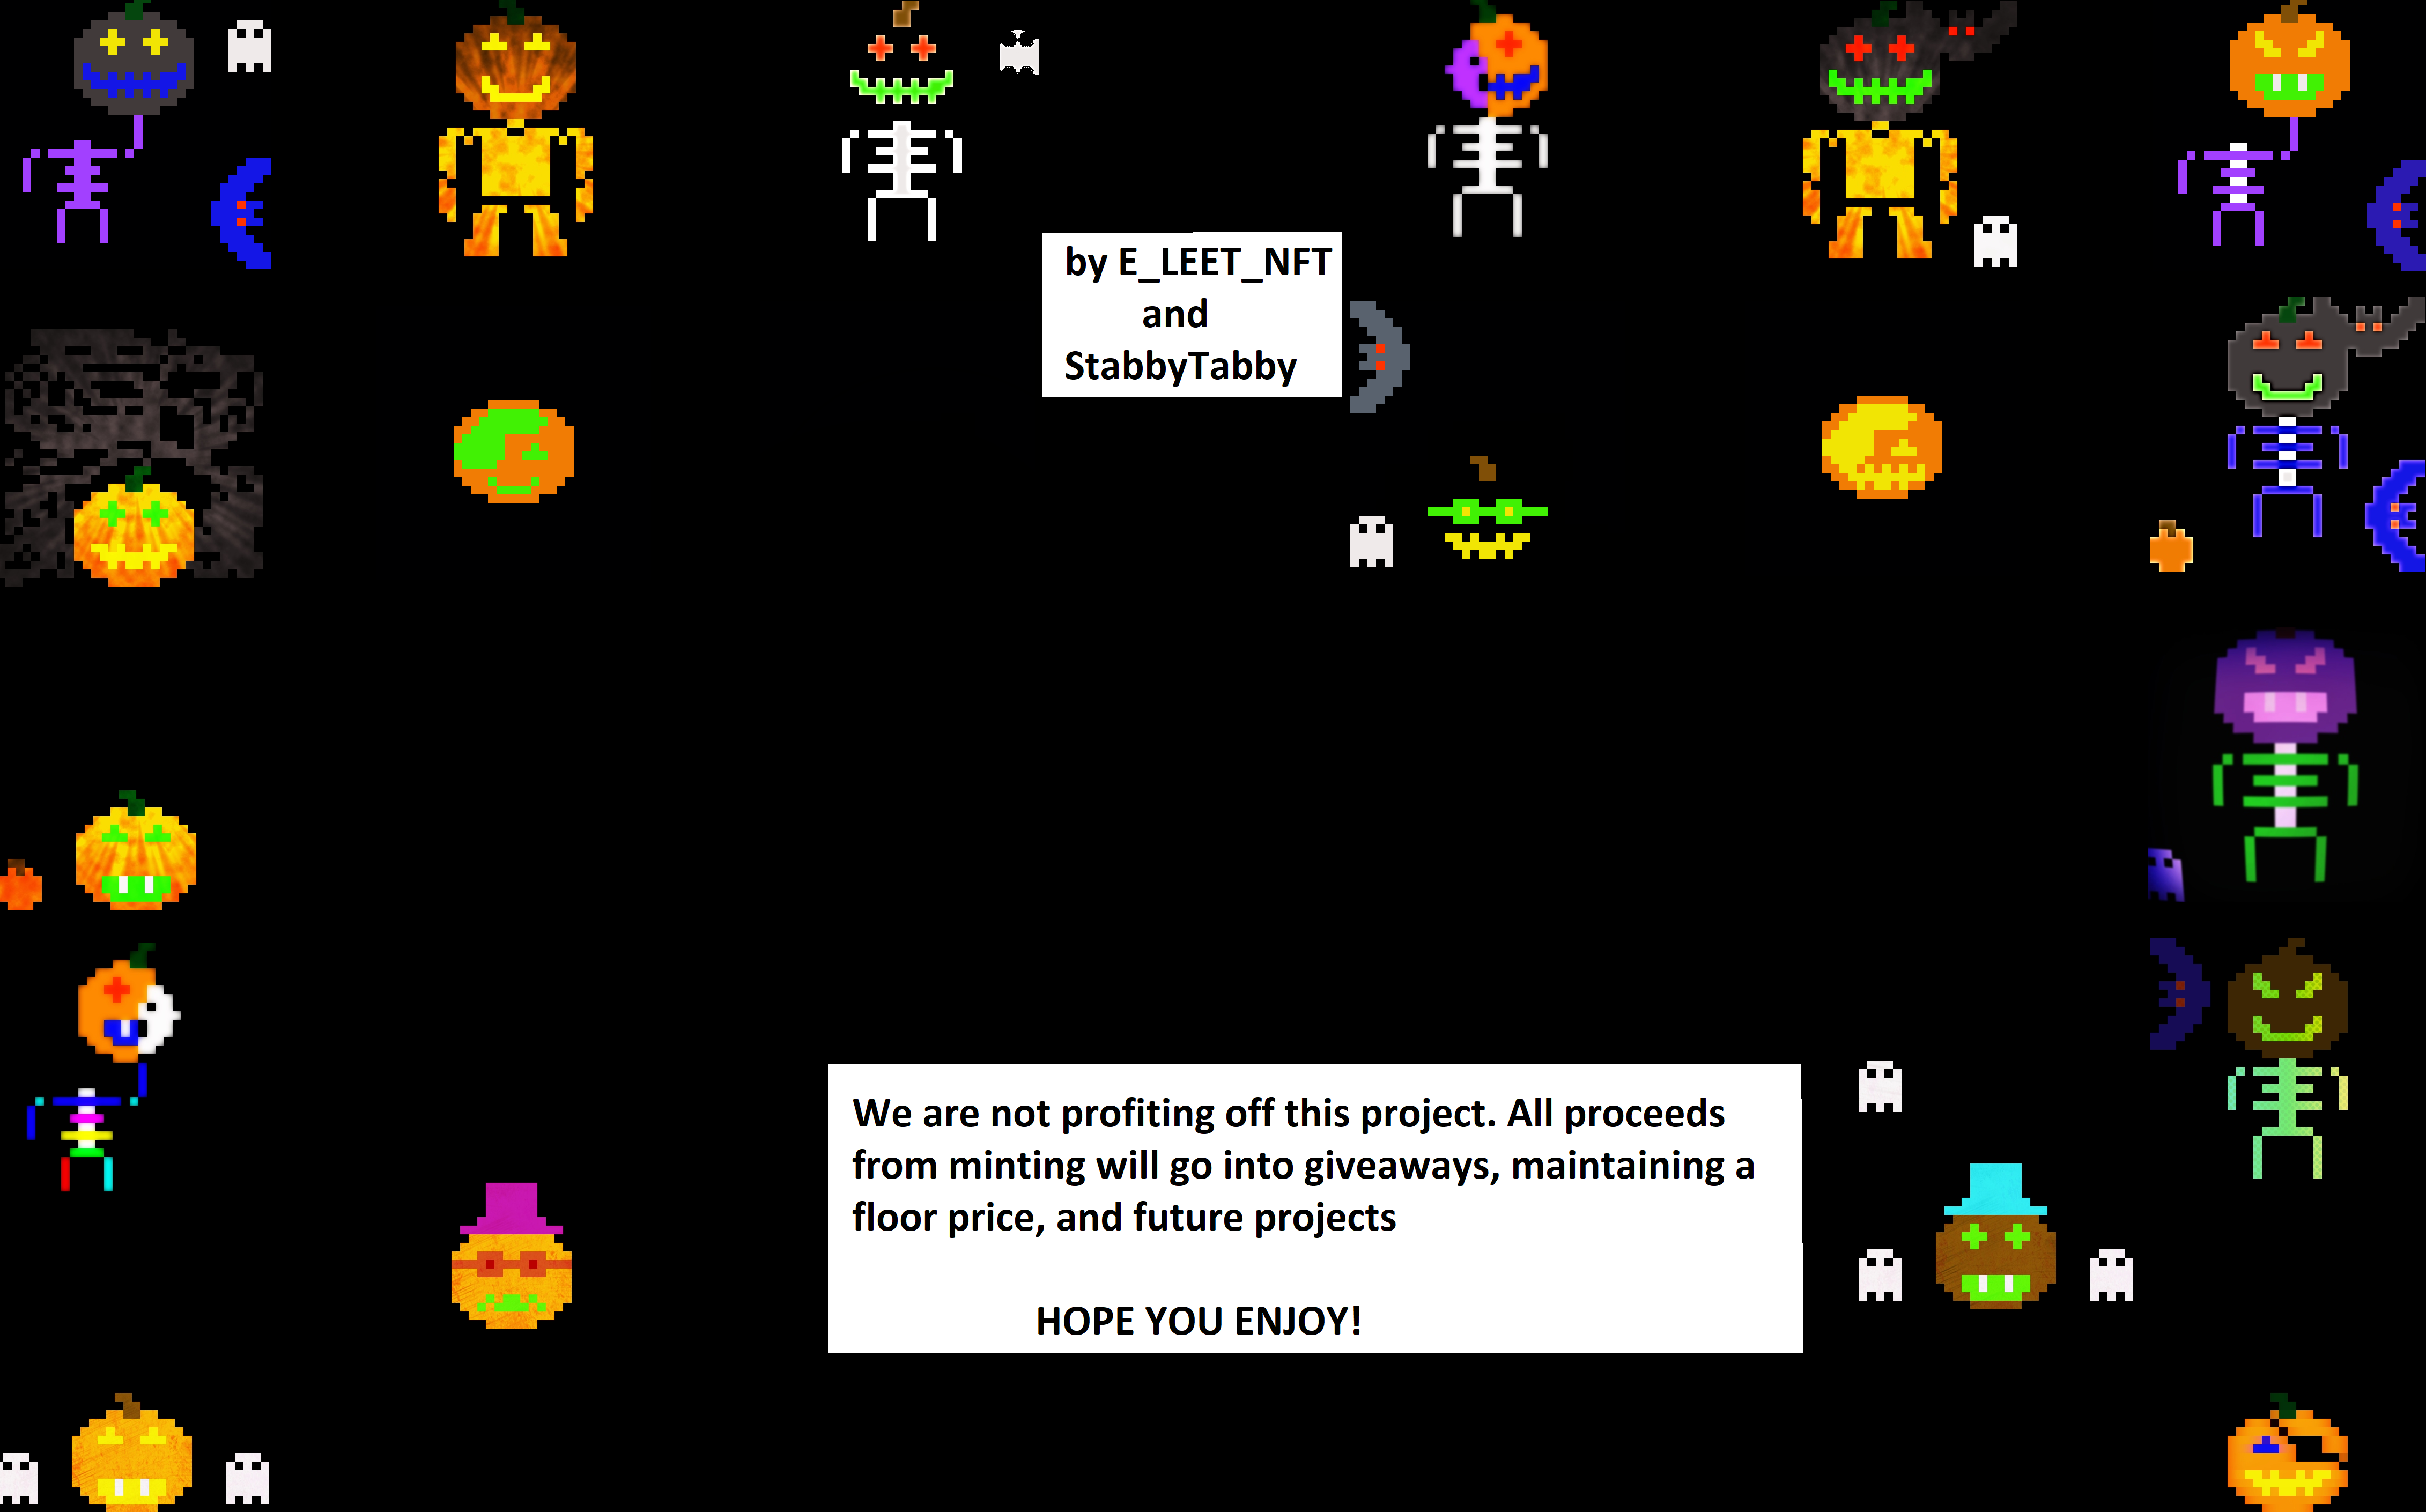 by E_LEET_NFT
and
StabbyTabby
We are not profiting off this project. All proceeds
from minting will go into giveaways, maintaining a
floor price, and future projects
HOPE YOU ENJOY!